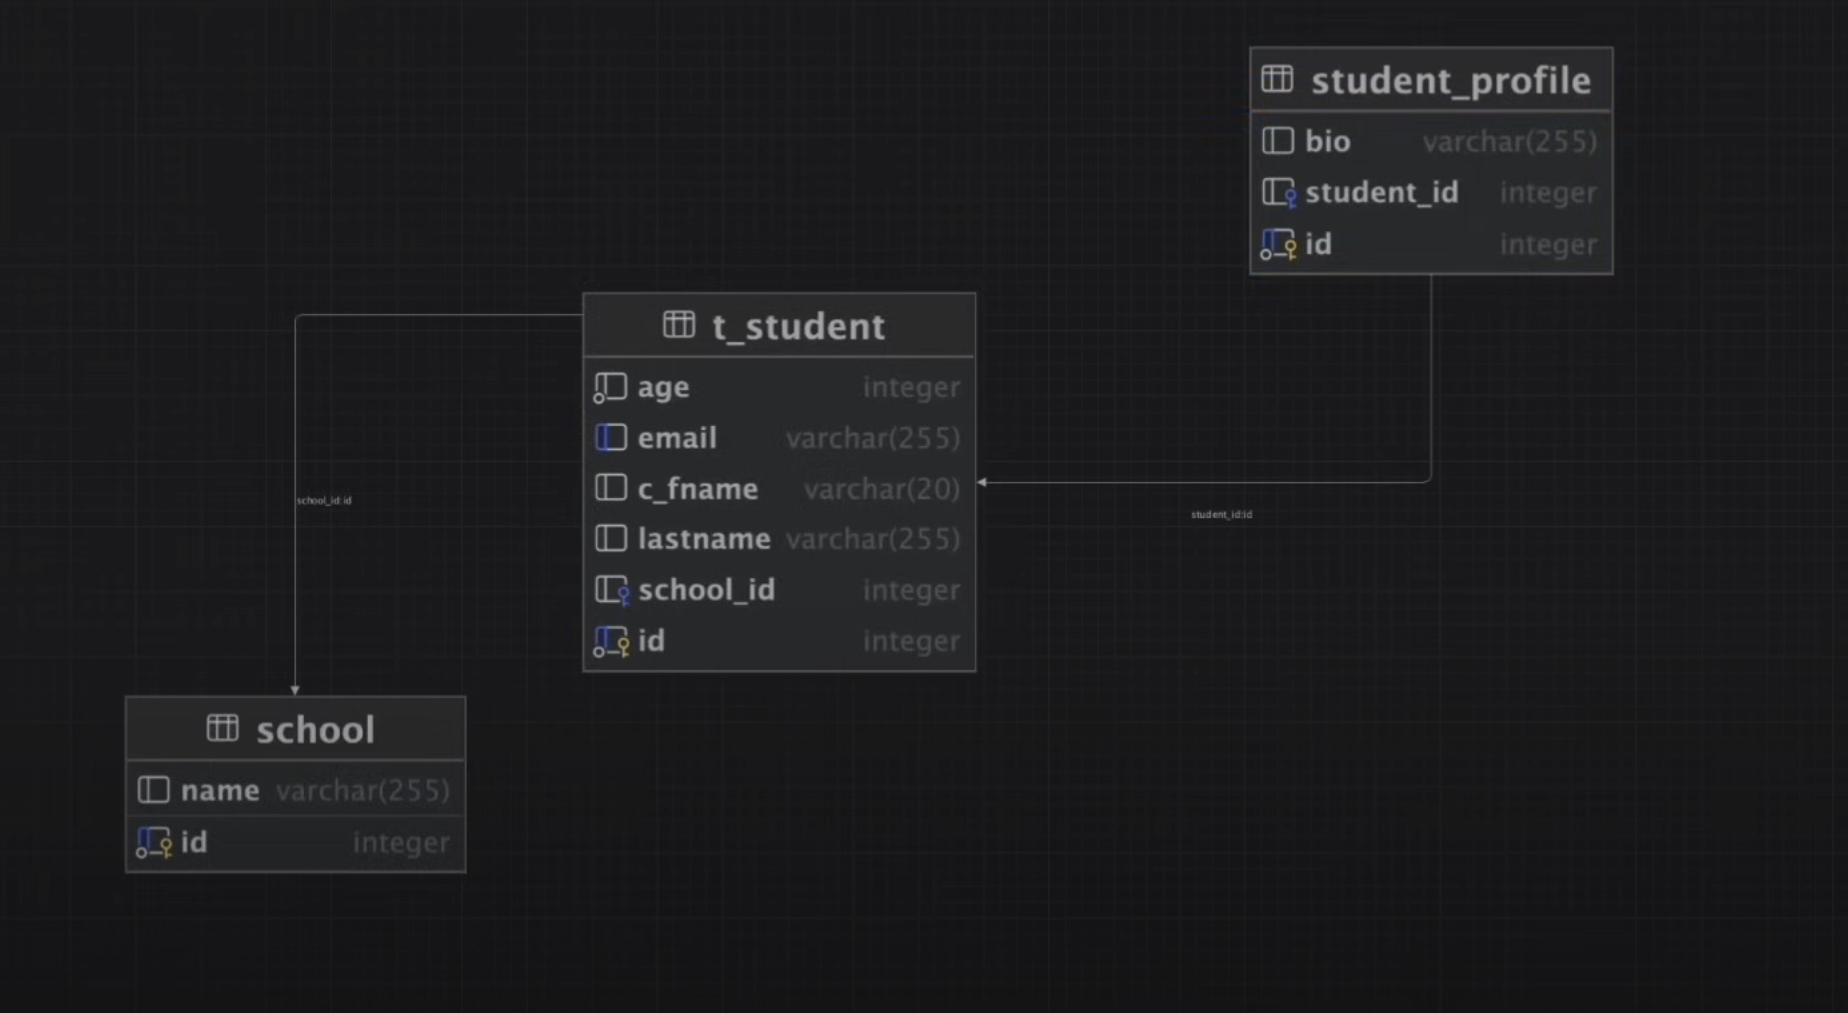 student_profile
bio varchar(255)
student_id integer
id integer
t_student
age integer
email varchar(255)
c_fname varchar(20)
lastname varchar(255)
school_id integer
id integer
school_id:id
student_id:id
school
name varchar(255)
id integer